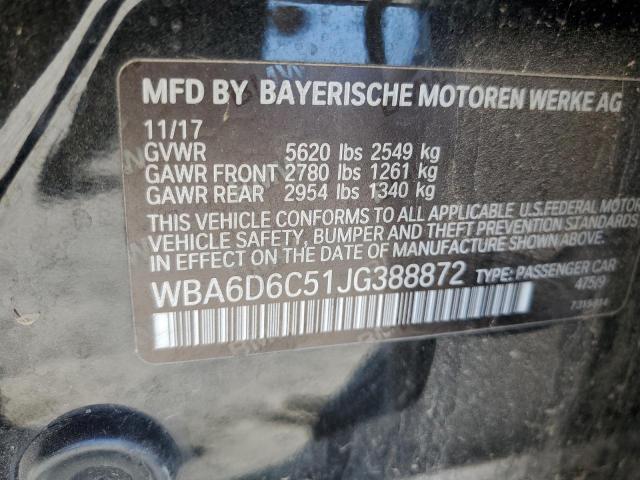 MFD BY BAYERISCHE MOTOREN WERKE AG
11/17
GVWR 5620 lbs 2549 kg
GAWR FRONT 2780 lbs 1261 kg
GAWR REAR 2954 lbs 1340 kg
THIS VEHICLE CONFORMS TO ALL APPLICABLE U.S.FEDERAL MOTOR
VEHICLE SAFETY, BUMPER AND THEFT PREVENTION STANDARDS
IN EFFECT ON THE DATE OF MANUFACTURE SHOWN ABOVE.
WBA6D6C51JG388872 TYPE: PASSENGER CAR
475/9